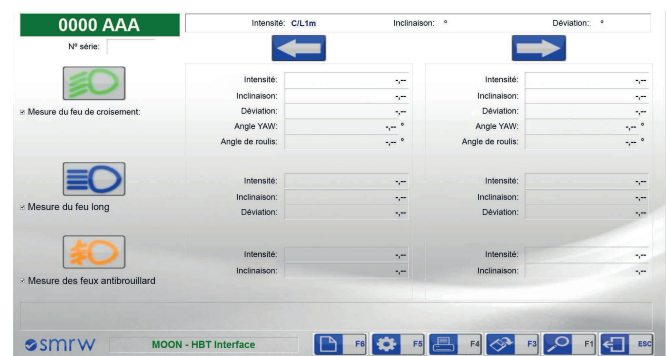 0000 AAA
Intensité: C/L1m Inclinaison: ° Déviation: °
Nº série:
Intensité: -,-- Intensité: -,--
Inclinaison: -,-- Inclinaison: -,--
Mesure du feu de croisement: Déviation: -,-- Déviation: -,--
Angle YAW: -,-- ° Angle YAW: -,-- °
Angle de roulis: -,-- ° Angle de roulis: -,-- °
Intensité: -,-- Intensité: -,--
Inclinaison: -,-- Inclinaison: -,--
Mesure du feu long Déviation: -,-- Déviation: -,--
Intensité: -,-- Intensité: -,--
Inclinaison: -,-- Inclinaison: -,--
Mesure des feux antibrouillard
smrw MOON - HBT Interface F6 F5 F4 F3 F1 ESC